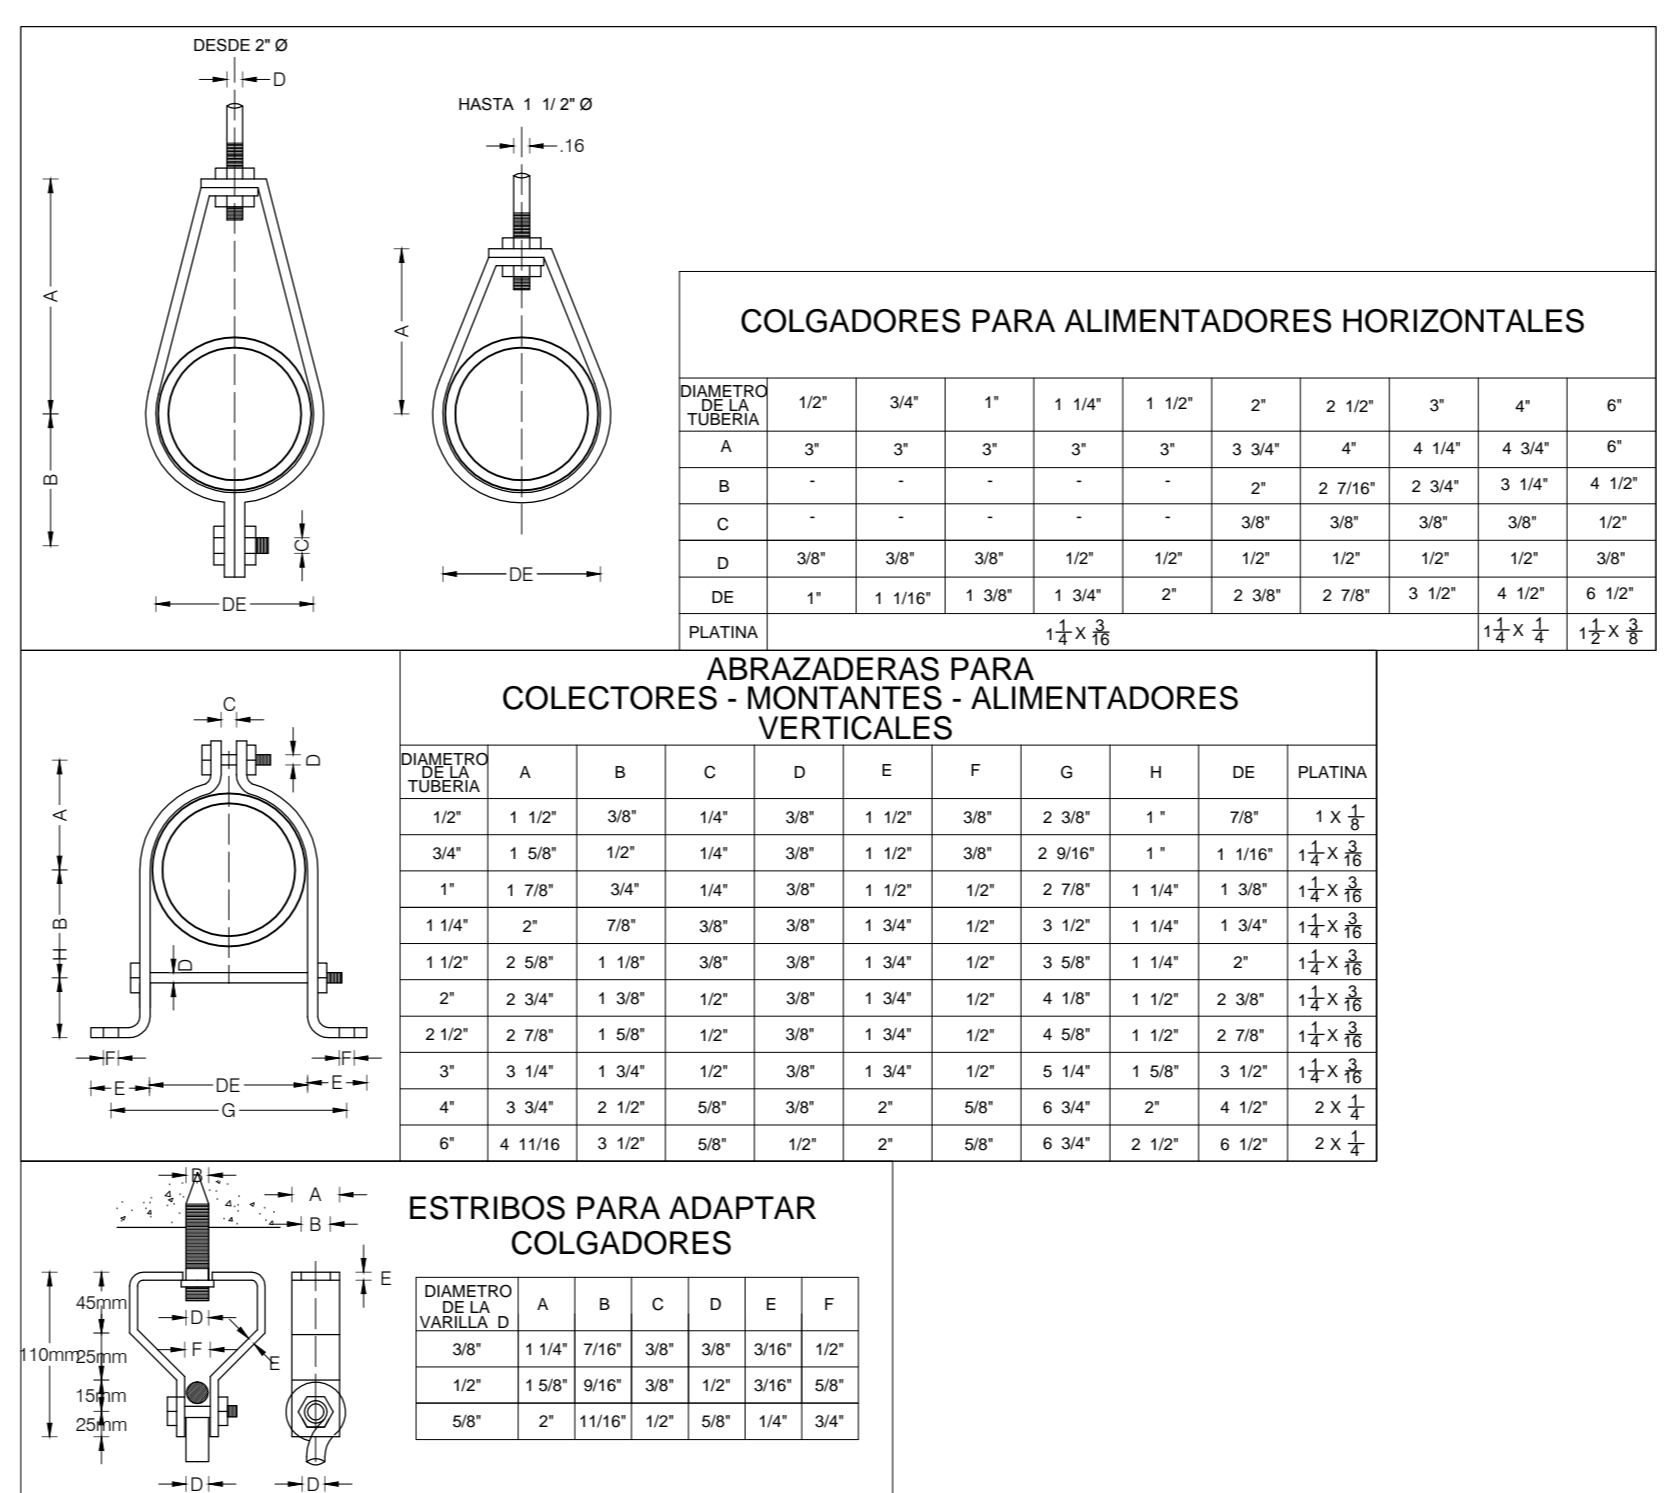 DESDE 2" Ø
D
HASTA 1 1/2" Ø
.16
A
A
B
C
DE
DE
COLGADORES PARA ALIMENTADORES HORIZONTALES
DIAMETRO DE LA TUBERIA 1/2" 3/4" 1" 1 1/4" 1 1/2" 2" 2 1/2" 3" 4" 6"
A 3" 3" 3" 3" 3" 3 3/4" 4" 4 1/4" 4 3/4" 6"
B - - - - - 2" 2 7/16" 2 3/4" 3 1/4" 4 1/2"
C - - - - - 3/8" 3/8" 3/8" 3/8" 1/2"
D 3/8" 3/8" 3/8" 1/2" 1/2" 1/2" 1/2" 1/2" 1/2" 3/8"
DE 1" 1 1/16" 1 3/8" 1 3/4" 2" 2 3/8" 2 7/8" 3 1/2" 4 1/2" 6 1/2"
PLATINA 1 1/4 X 3/16 1 1/4 X 1/4 1 1/2 X 3/8
C
D
A
B
H
D
F F
E DE E
G
ABRAZADERAS PARA
COLECTORES - MONTANTES - ALIMENTADORES
VERTICALES
DIAMETRO DE LA TUBERIA A B C D E F G H DE PLATINA
1/2" 1 1/2" 3/8" 1/4" 3/8" 1 1/2" 3/8" 2 3/8" 1 " 7/8" 1 X 1/8
3/4" 1 5/8" 1/2" 1/4" 3/8" 1 1/2" 3/8" 2 9/16" 1 " 1 1/16" 1 1/4 X 3/16
1" 1 7/8" 3/4" 1/4" 3/8" 1 1/2" 1/2" 2 7/8" 1 1/4" 1 3/8" 1 1/4 X 3/16
1 1/4" 2" 7/8" 3/8" 3/8" 1 3/4" 1/2" 3 1/2" 1 1/4" 1 3/4" 1 1/4 X 3/16
1 1/2" 2 5/8" 1 1/8" 3/8" 3/8" 1 3/4" 1/2" 3 5/8" 1 1/4" 2" 1 1/4 X 3/16
2" 2 3/4" 1 3/8" 1/2" 3/8" 1 3/4" 1/2" 4 1/8" 1 1/2" 2 3/8" 1 1/4 X 3/16
2 1/2" 2 7/8" 1 5/8" 1/2" 3/8" 1 3/4" 1/2" 4 5/8" 1 1/2" 2 7/8" 1 1/4 X 3/16
3" 3 1/4" 1 3/4" 1/2" 3/8" 1 3/4" 1/2" 5 1/4" 1 5/8" 3 1/2" 1 1/4 X 3/16
4" 3 3/4" 2 1/2" 5/8" 3/8" 2" 5/8" 6 3/4" 2" 4 1/2" 2 X 1/4
6" 4 11/16 3 1/2" 5/8" 1/2" 2" 5/8" 6 3/4" 2 1/2" 6 1/2" 2 X 1/4
B
A
B
E
45mm
D
F
E
110mm
25mm
15mm
25mm
D D
ESTRIBOS PARA ADAPTAR
COLGADORES
DIAMETRO DE LA VARILLA D A B C D E F
3/8" 1 1/4" 7/16" 3/8" 3/8" 3/16" 1/2"
1/2" 1 5/8" 9/16" 3/8" 1/2" 3/16" 5/8"
5/8" 2" 11/16" 1/2" 5/8" 1/4" 3/4"